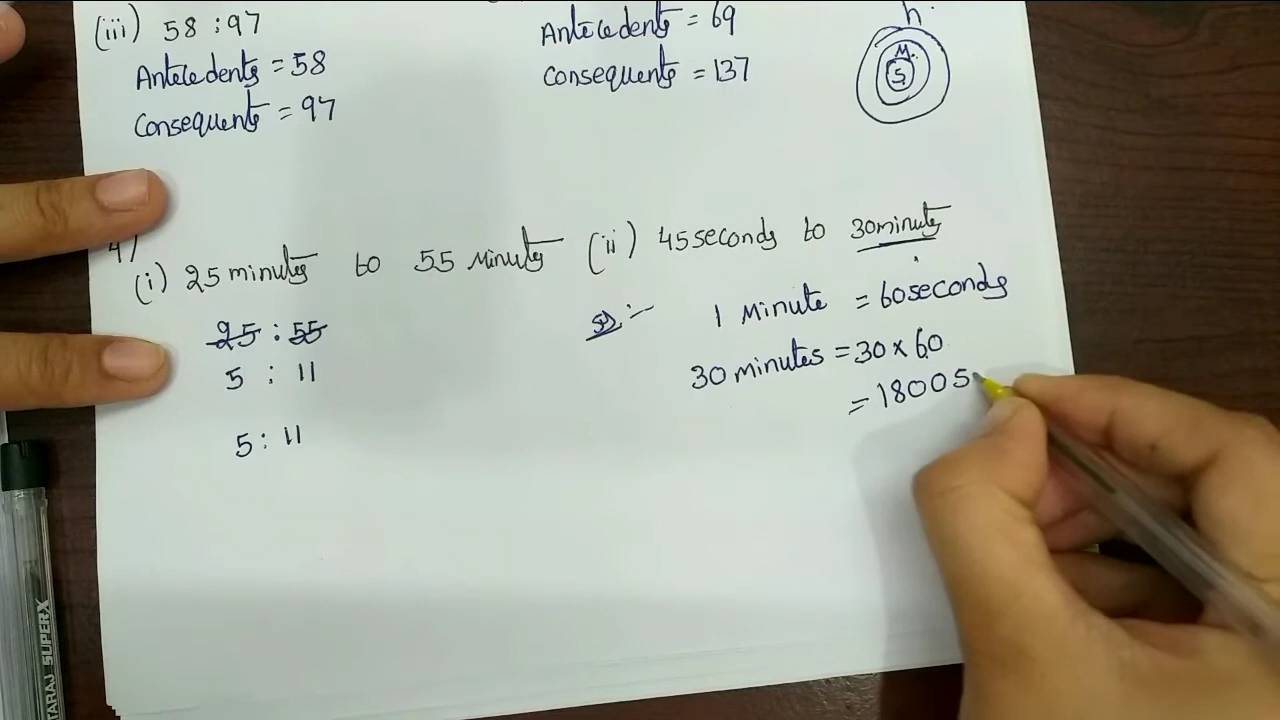 (iii) 58 : 97
Antecedents = 58
Consequents = 97
Antecedents = 69
Consequents = 137
h.
M.
S.
4)
(i) 25 minutes to 55 Minutes (ii) 45 seconds to 30 minutes
25 : 55
5 : 11
5 : 11
1 Minute = 60 seconds
30 minutes = 30 × 60
= 1800 s
ATARAJ SUPERX